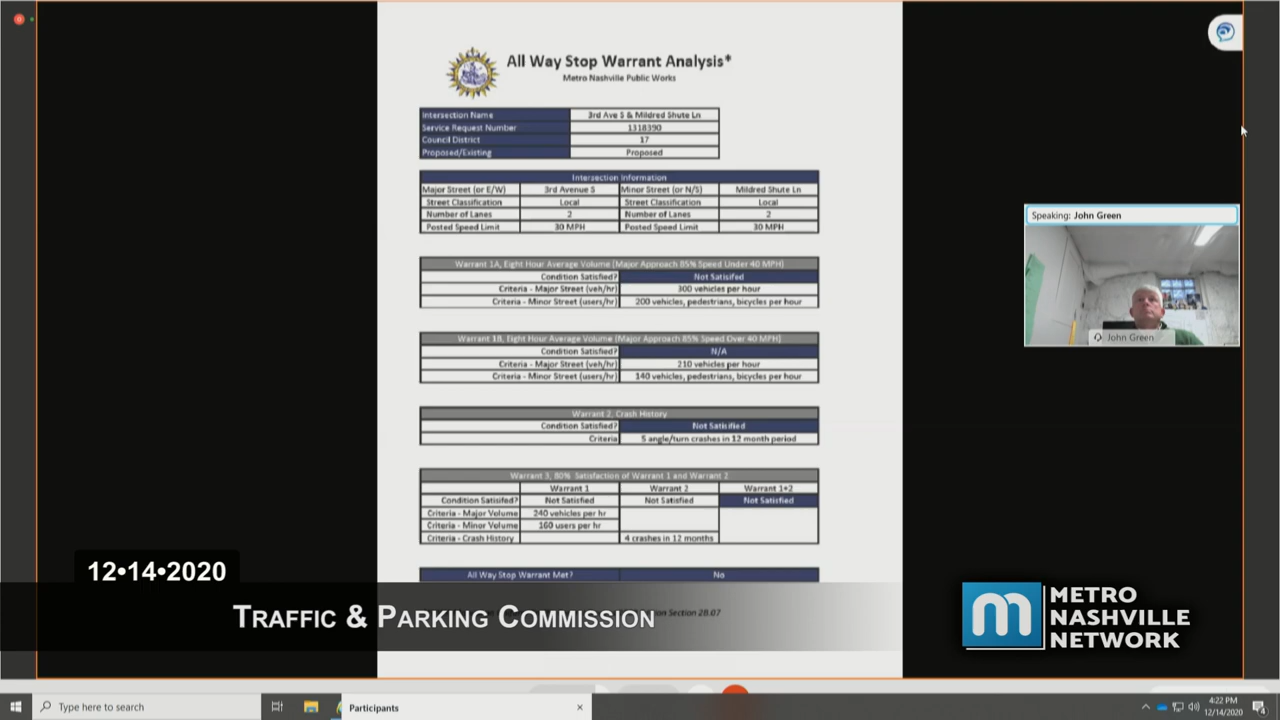 All Way Stop Warrant Analysis*
Metro Nashville Public Works
Intersection Name 3rd Ave S & Mildred Shute Ln
Service Request Number 1318390
Council District 17
Proposed/Existing Proposed
Intersection Information
Major Street (or E/W) 3rd Avenue S Minor Street (or N/S) Mildred Shute Ln
Street Classification Local Street Classification Local
Number of Lanes 2 Number of Lanes 2
Posted Speed Limit 30 MPH Posted Speed Limit 30 MPH
Warrant 1A, Eight Hour Average Volume (Major Approach 85% Speed Under 40 MPH)
Condition Satisfied? Not Satisifed
Criteria - Major Street (veh/hr) 300 vehicles per hour
Criteria - Minor Street (users/hr) 200 vehicles, pedestrians, bicycles per hour
Warrant 1B, Eight Hour Average Volume (Major Approach 85% Speed Over 40 MPH)
Condition Satisfied? N/A
Criteria - Major Street (veh/hr) 210 vehicles per hour
Criteria - Minor Street (users/hr) 140 vehicles, pedestrians, bicycles per hour
Warrant 2, Crash History
Condition Satisfied? Not Satisified
Criteria 5 angle/turn crashes in 12 month period
Warrant 3, 80% Satisfaction of Warrant 1 and Warrant 2
Warrant 1 Warrant 2 Warrant 1+2
Condition Satisifed? Not Satisfied Not Satisfied Not Satisfied
Criteria - Major Volume 240 vehicles per hr
Criteria - Minor Volume 160 users per hr
Criteria - Crash History 4 crashes in 12 months
All Way Stop Warrant Met? No
on Section 2B.07
Speaking: John Green
John Green
12•14•2020
Traffic & Parking Commission
METRO
NASHVILLE
NETWORK
Type here to search
Participants
4:22 PM
12/14/2020
4